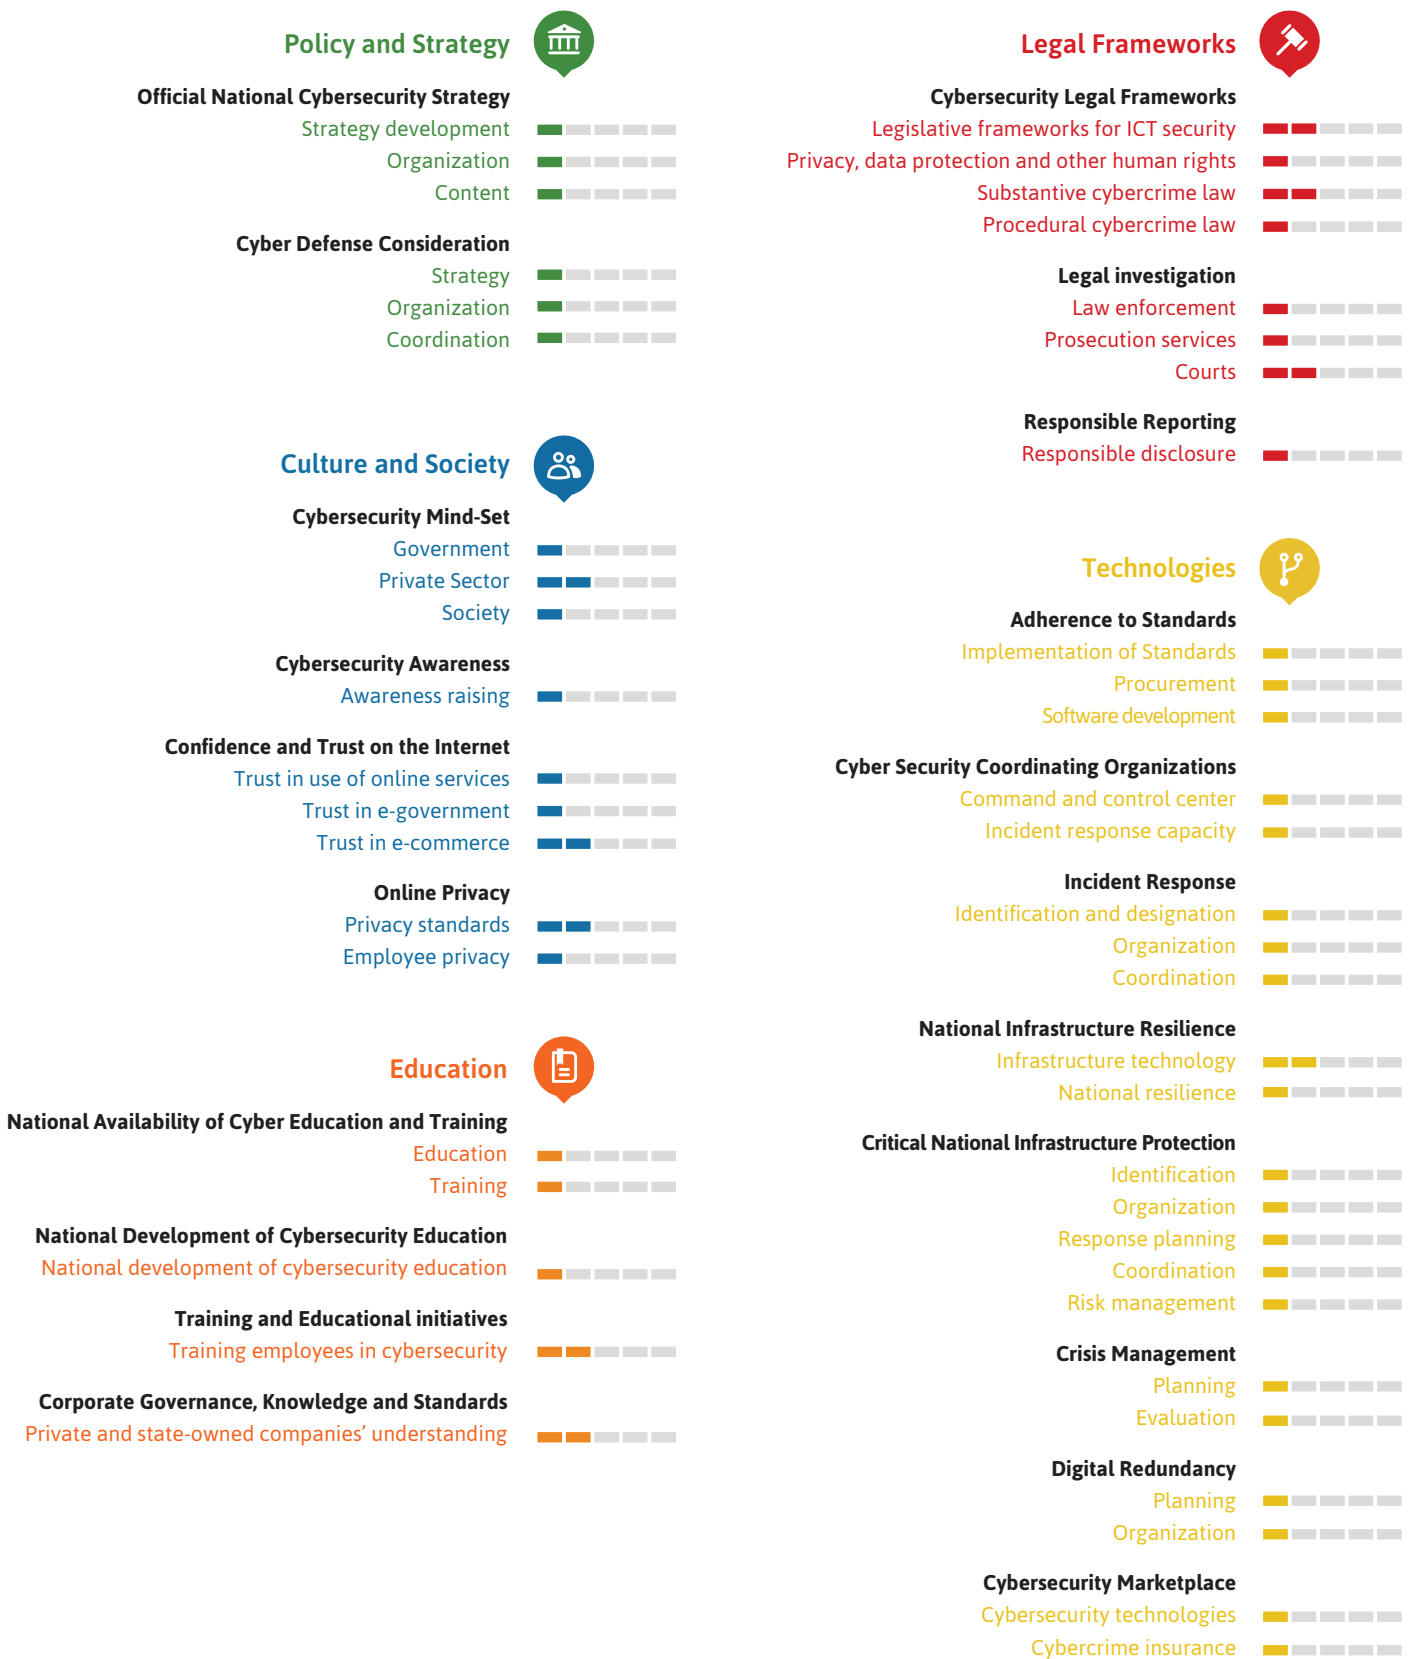 Policy and Strategy
Official National Cybersecurity Strategy
Strategy development
Organization
Content
Cyber Defense Consideration
Strategy
Organization
Coordination
Culture and Society
Cybersecurity Mind-Set
Government
Private Sector
Society
Cybersecurity Awareness
Awareness raising
Confidence and Trust on the Internet
Trust in use of online services
Trust in e-government
Trust in e-commerce
Online Privacy
Privacy standards
Employee privacy
Education
National Availability of Cyber Education and Training
Education
Training
National Development of Cybersecurity Education
National development of cybersecurity education
Training and Educational initiatives
Training employees in cybersecurity
Corporate Governance, Knowledge and Standards
Private and state-owned companies’ understanding
Legal Frameworks
Cybersecurity Legal Frameworks
Legislative frameworks for ICT security
Privacy, data protection and other human rights
Substantive cybercrime law
Procedural cybercrime law
Legal investigation
Law enforcement
Prosecution services
Courts
Responsible Reporting
Responsible disclosure
Technologies
Adherence to Standards
Implementation of Standards
Procurement
Software development
Cyber Security Coordinating Organizations
Command and control center
Incident response capacity
Incident Response
Identification and designation
Organization
Coordination
National Infrastructure Resilience
Infrastructure technology
National resilience
Critical National Infrastructure Protection
Identification
Organization
Response planning
Coordination
Risk management
Crisis Management
Planning
Evaluation
Digital Redundancy
Planning
Organization
Cybersecurity Marketplace
Cybersecurity technologies
Cybercrime insurance